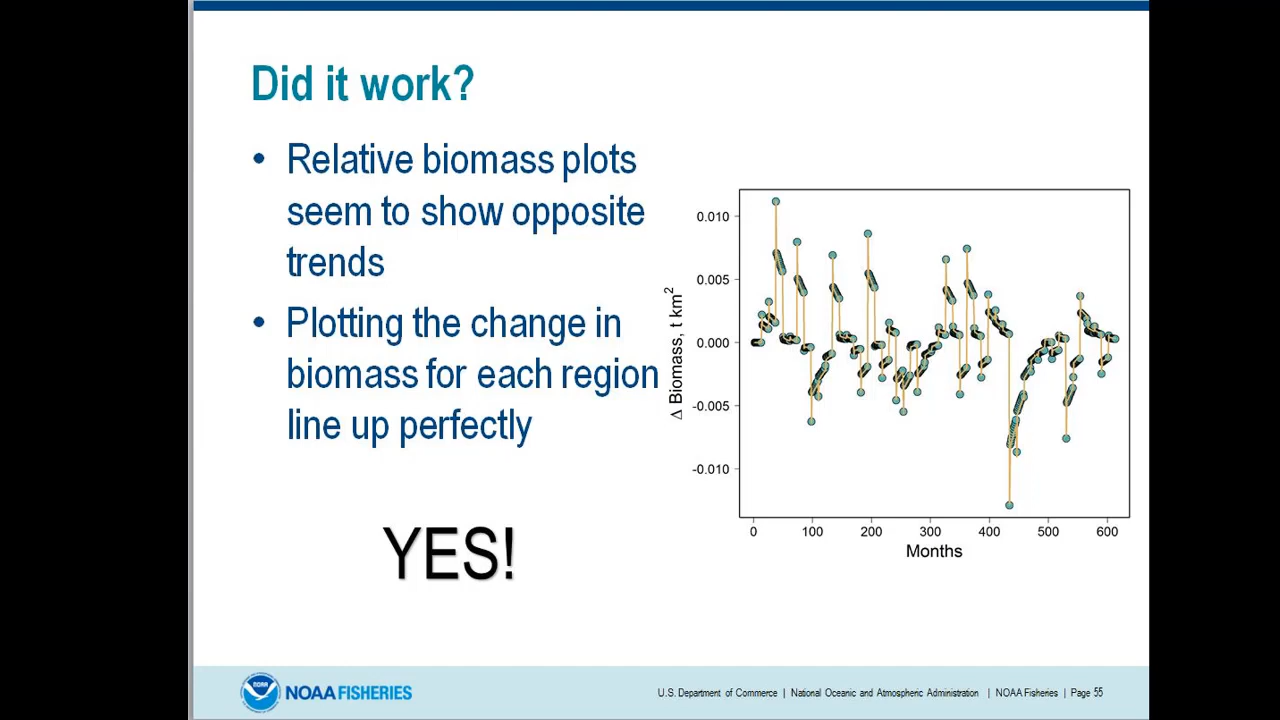 Did it work?
• Relative biomass plots
seem to show opposite
trends
• Plotting the change in
biomass for each region
line up perfectly
YES!
0.010
0.005
0.000
-0.005
-0.010
Δ Biomass, t km²
0 100 200 300 400 500 600
Months
NOAA FISHERIES
U.S. Department of Commerce | National Oceanic and Atmospheric Administration | NOAA Fisheries | Page 55